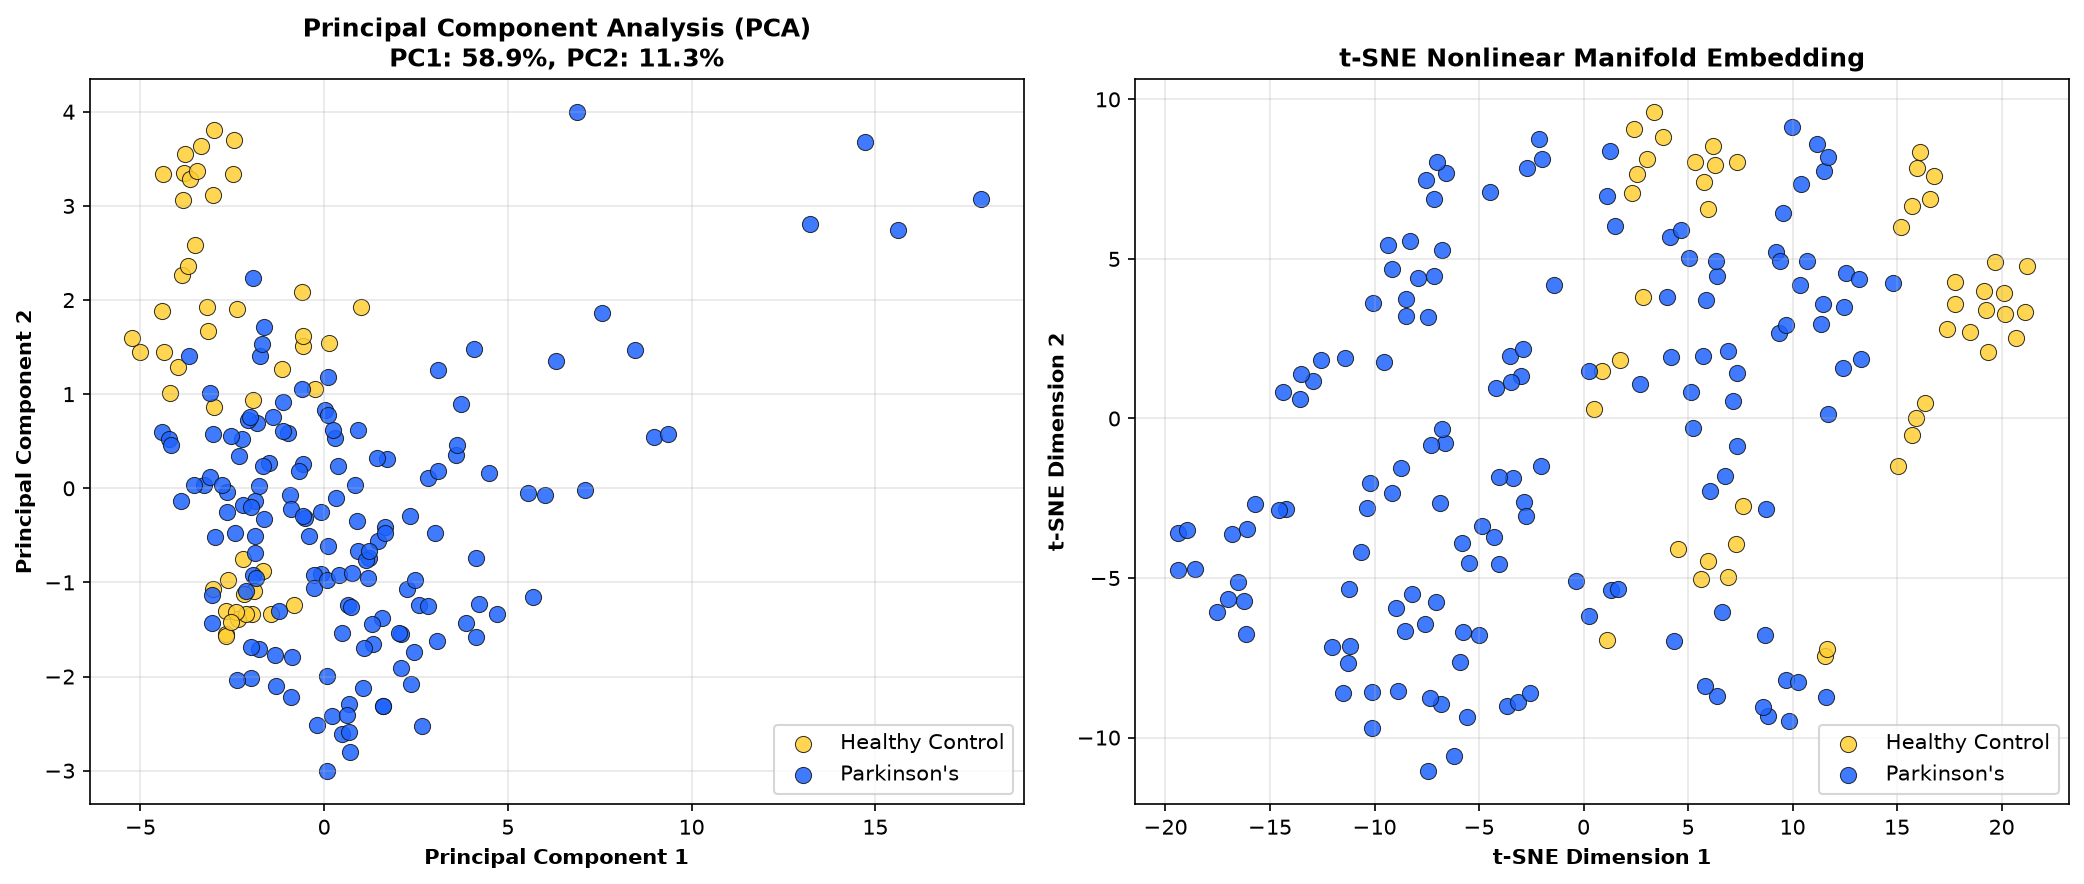 Principal Component Analysis (PCA)
PC1: 58.9%, PC2: 11.3%
4
3
2
1
0
−1
−2
−3
Principal Component 2
−5
0
5
10
15
Principal Component 1
Healthy Control
Parkinson's
t-SNE Nonlinear Manifold Embedding
10
5
0
−5
−10
t-SNE Dimension 2
−20
−15
−10
−5
0
5
10
15
20
t-SNE Dimension 1
Healthy Control
Parkinson's